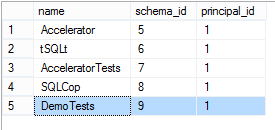 name schema_id principal_id
1 Accelerator 5 1
2 tSQLt 6 1
3 AcceleratorTests 7 1
4 SQLCop 8 1
5 DemoTests 9 1